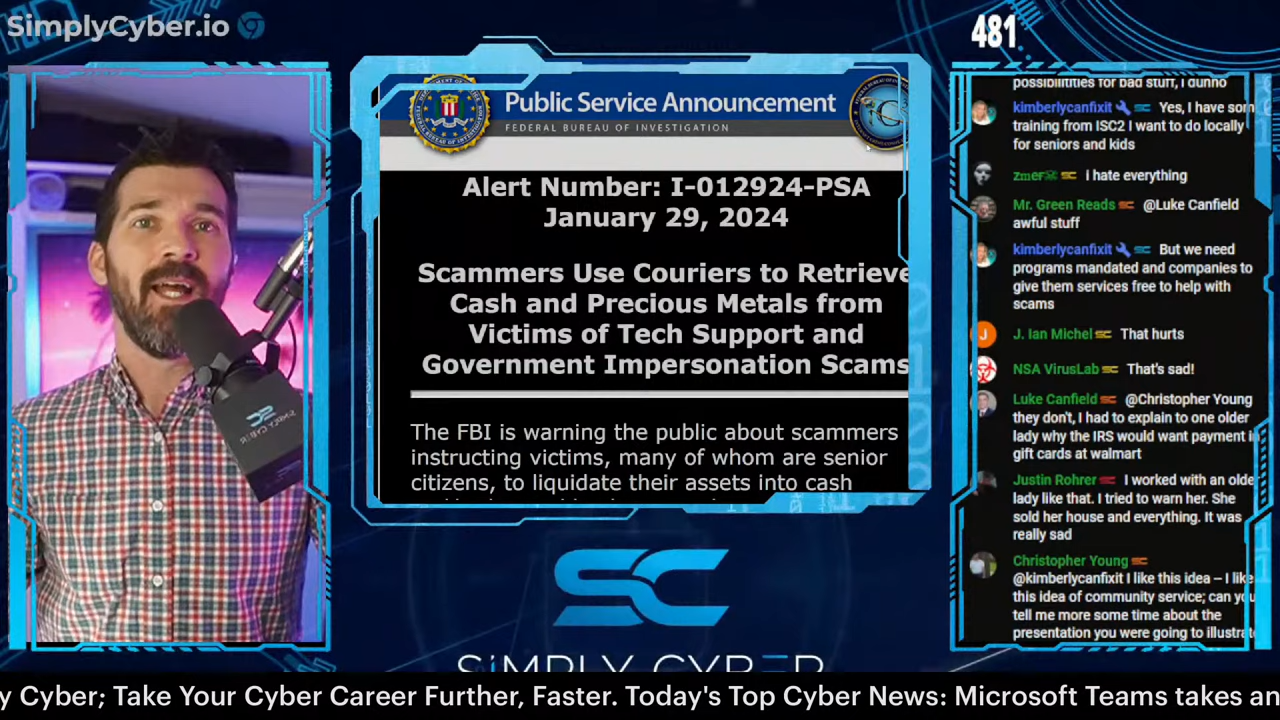 SimplyCyber.io
481
Public Service Announcement
FEDERAL BUREAU OF INVESTIGATION
Alert Number: I-012924-PSA
January 29, 2024
Scammers Use Couriers to Retrieve
Cash and Precious Metals from
Victims of Tech Support and
Government Impersonation Scams
The FBI is warning the public about scammers
instructing victims, many of whom are senior
citizens, to liquidate their assets into cash
possibilitities for bad stuff, i dunno
kimberlycanfixit Yes, I have som
training from ISC2 I want to do locally
for seniors and kids
zmer i hate everything
Mr. Green Reads @Luke Canfield
awful stuff
kimberlycanfixit But we need
programs mandated and companies to
give them services free to help with
scams
J. Ian Michel That hurts
NSA VirusLab That's sad!
Luke Canfield @Christopher Young
they don't, I had to explain to one older
lady why the IRS would want payment i
gift cards at walmart
Justin Rohrer I worked with an olde
lady like that. I tried to warn her. She
sold her house and everything. It was
really sad
Christopher Young
@kimberlycanfixit I like this idea – I like
this idea of community service; can you
tell me more some time about the
presentation you were going to illustrate
SC
SIMPLY CYBER
y Cyber; Take Your Cyber Career Further, Faster. Today's Top Cyber News: Microsoft Teams takes an